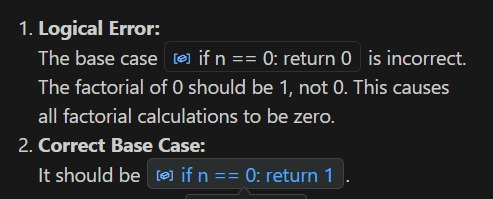 1. Logical Error:
The base case if n == 0: return 0 is incorrect.
The factorial of 0 should be 1, not 0. This causes
all factorial calculations to be zero.
2. Correct Base Case:
It should be if n == 0: return 1 .